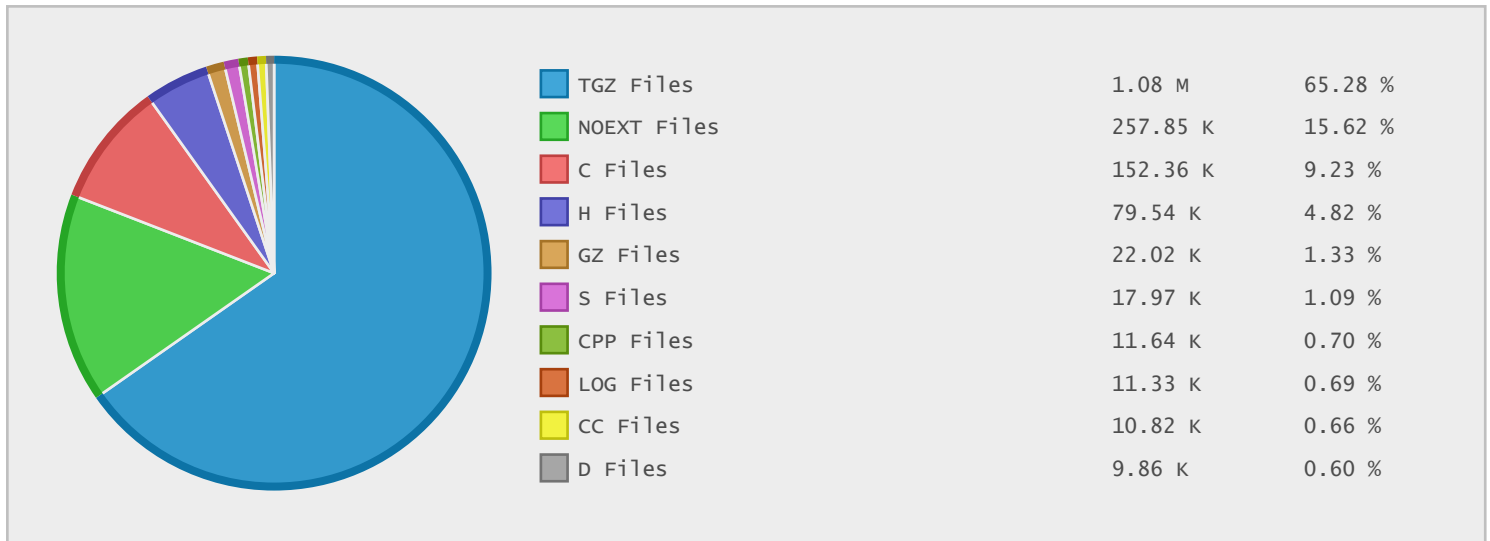 TGZ Files 1.08 M 65.28 %
NOEXT Files 257.85 K 15.62 %
C Files 152.36 K 9.23 %
H Files 79.54 K 4.82 %
GZ Files 22.02 K 1.33 %
S Files 17.97 K 1.09 %
CPP Files 11.64 K 0.70 %
LOG Files 11.33 K 0.69 %
CC Files 10.82 K 0.66 %
D Files 9.86 K 0.60 %